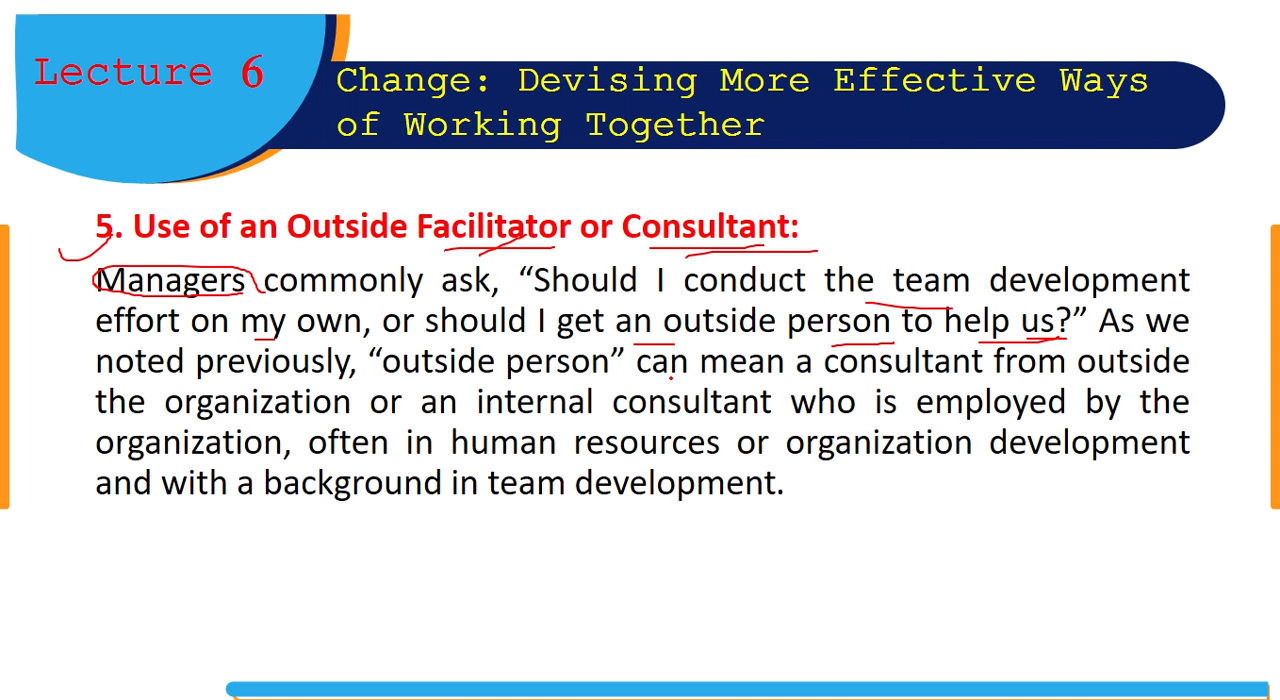 Lecture 6
Change: Devising More Effective Ways
of Working Together
5. Use of an Outside Facilitator or Consultant:
Managers commonly ask, “Should I conduct the team development
effort on my own, or should I get an outside person to help us?” As we
noted previously, “outside person” can mean a consultant from outside
the organization or an internal consultant who is employed by the
organization, often in human resources or organization development
and with a background in team development.